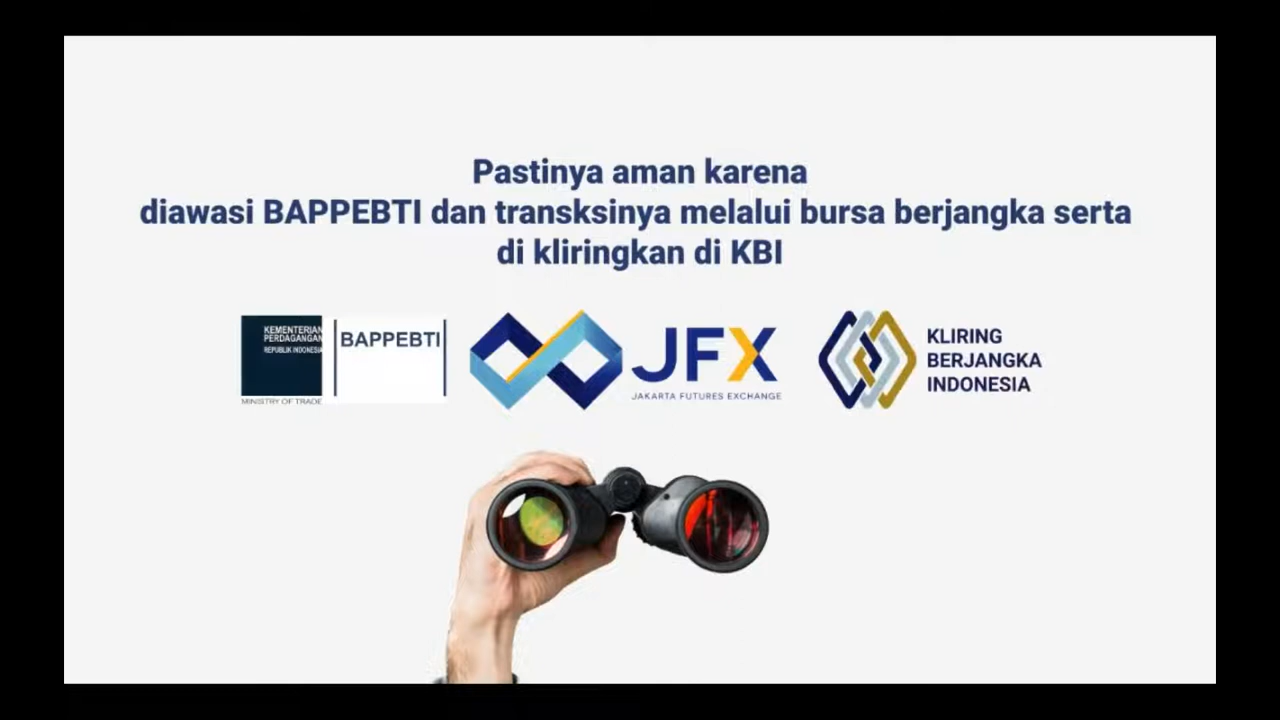 Pastinya aman karena
diawasi BAPPEBTI dan transksinya melalui bursa berjangka serta
di kliringkan di KBI
KEMENTERIAN
PERDAGANGAN
REPUBLIK INDONESIA
MINISTRY OF TRADE
BAPPEBTI
JFX
JAKARTA FUTURES EXCHANGE
KLIRING
BERJANGKA
INDONESIA